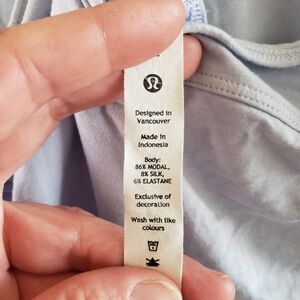 Designed in
Vancouver
Made in
Indonesia
Body:
86% MODAL,
8% SILK,
6% ELASTANE
Exclusive of
decoration
Wash with like
colours